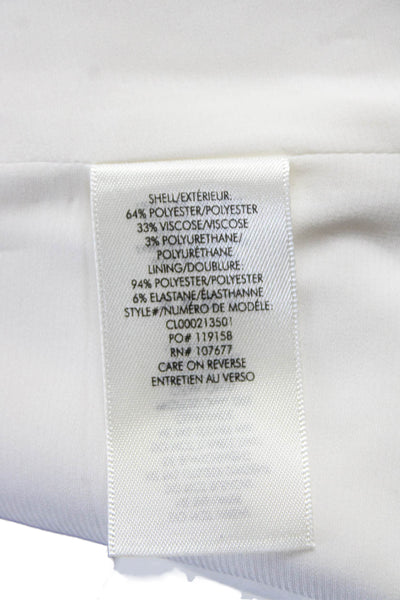 SHELL/EXTÉRIEUR:
64% POLYESTER/POLYESTER
33% VISCOSE/VISCOSE
3% POLYURETHANE/
POLYURÉTHANE
LINING/DOUBLURE:
94% POLYESTER/POLYESTER
6% ELASTANE/ÉLASTHANNE
STYLE#/NUMÉRO DE MODÈLE:
CL000213501
PO# 119158
RN# 107677
CARE ON REVERSE
ENTRETIEN AU VERSO